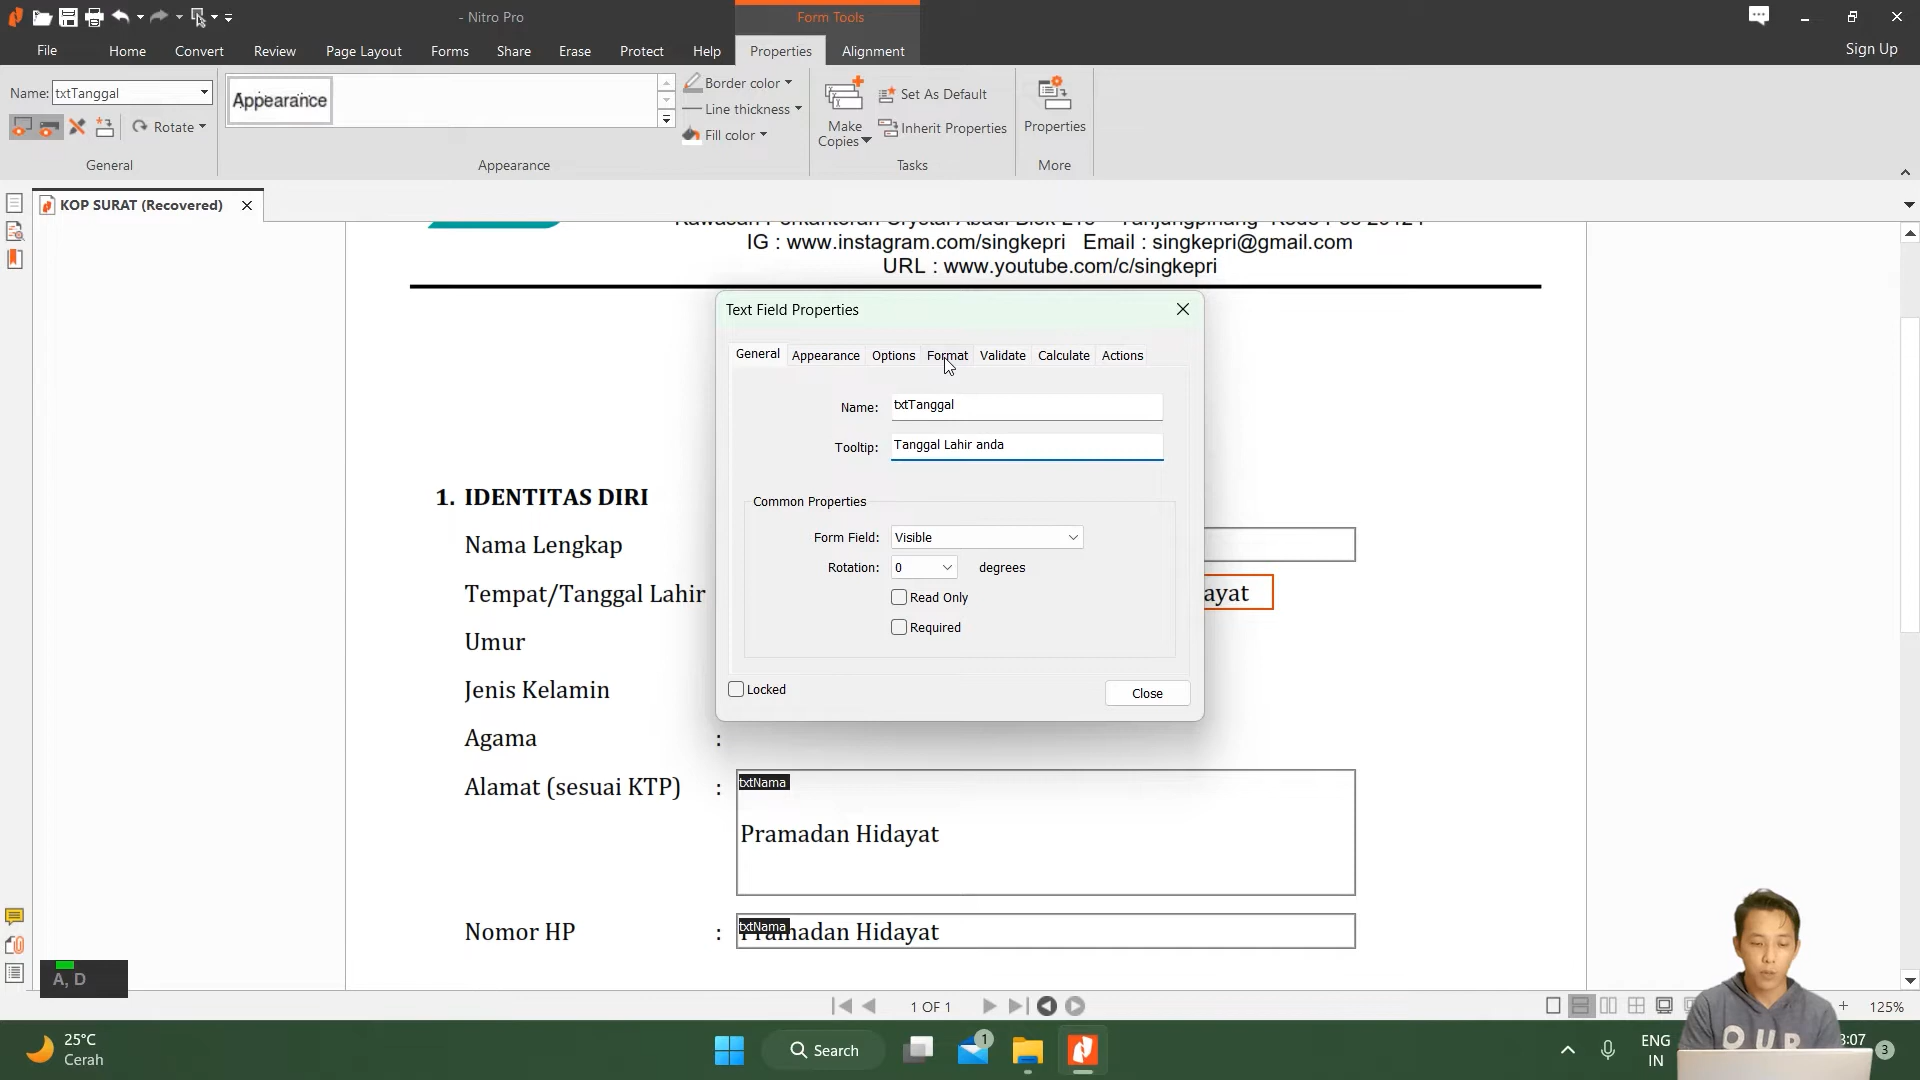 - Nitro Pro
Form Tools
File
Home
Convert
Review
Page Layout
Forms
Share
Erase
Protect
Help
Properties
Alignment
Sign Up
Name: txtTanggal
Rotate
General
Appearance
Border color
Line thickness
Fill color
Appearance
Make
Copies
Set As Default
Inherit Properties
Tasks
Properties
More
KOP SURAT (Recovered)
IG : www.instagram.com/singkepri Email : singkepri@gmail.com
URL : www.youtube.com/c/singkepri
Text Field Properties
General Appearance Options Format Validate Calculate Actions
Name: txtTanggal
Tooltip: Tanggal Lahir anda
Common Properties
Form Field: Visible
Rotation: 0 degrees
Read Only
Required
Locked
Close
1. IDENTITAS DIRI
Nama Lengkap
Tempat/Tanggal Lahir
ayat
Umur
Jenis Kelamin
Agama :
Alamat (sesuai KTP) :
txtNama
Pramadan Hidayat
Nomor HP :
txtNama
Pramadan Hidayat
A, D
1 OF 1
125%
25°C
Cerah
Search
1
ENG
IN
3:07
3
OUR